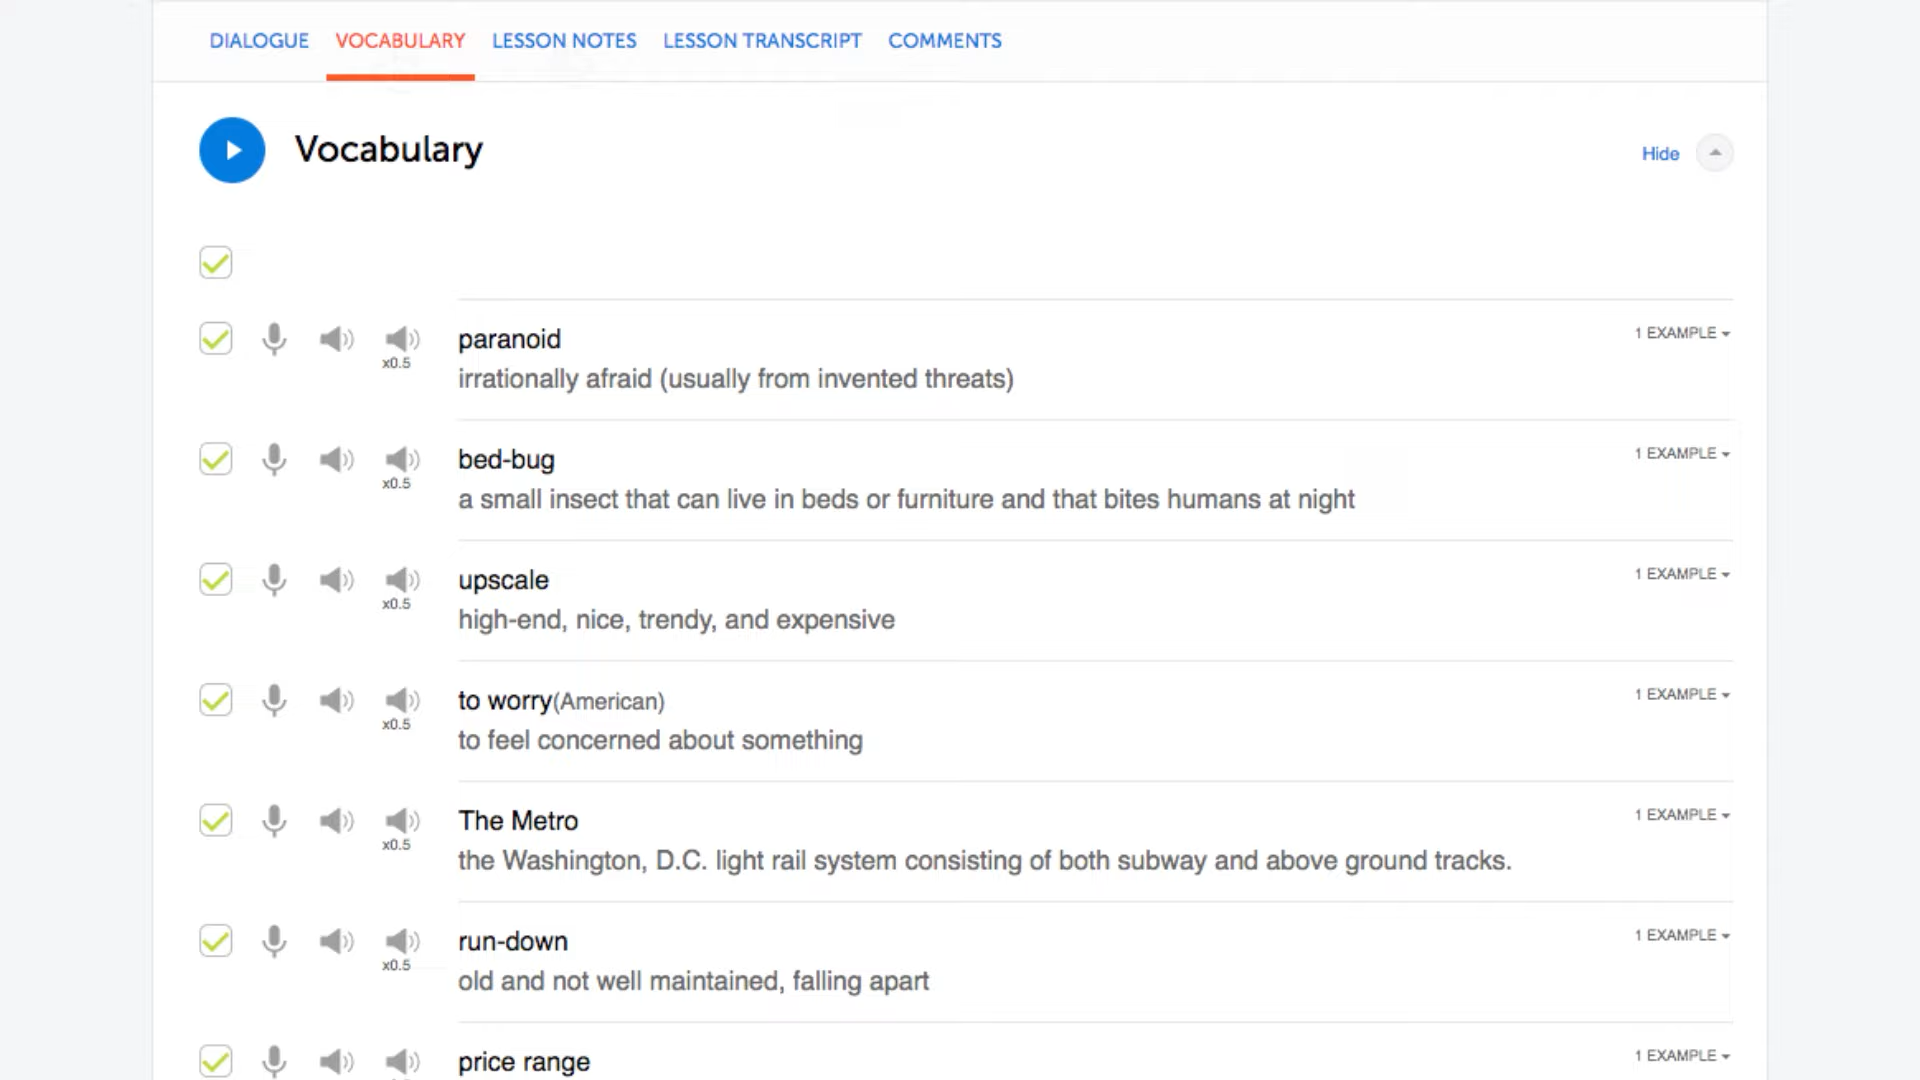 DIALOGUE VOCABULARY LESSON NOTES LESSON TRANSCRIPT COMMENTS
Vocabulary Hide
paranoid 1 EXAMPLE
x0.5
irrationally afraid (usually from invented threats)
bed-bug 1 EXAMPLE
x0.5
a small insect that can live in beds or furniture and that bites humans at night
upscale 1 EXAMPLE
x0.5
high-end, nice, trendy, and expensive
to worry(American) 1 EXAMPLE
x0.5
to feel concerned about something
The Metro 1 EXAMPLE
x0.5
the Washington, D.C. light rail system consisting of both subway and above ground tracks.
run-down 1 EXAMPLE
x0.5
old and not well maintained, falling apart
price range 1 EXAMPLE